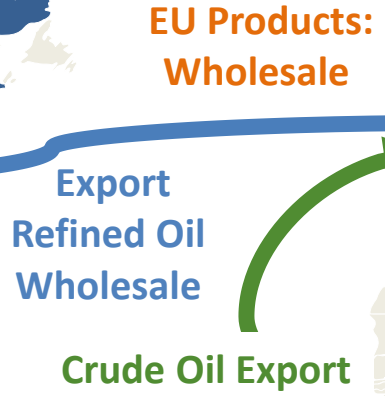 EU Products:
Wholesale
Export
Refined Oil
Wholesale
Crude Oil Export